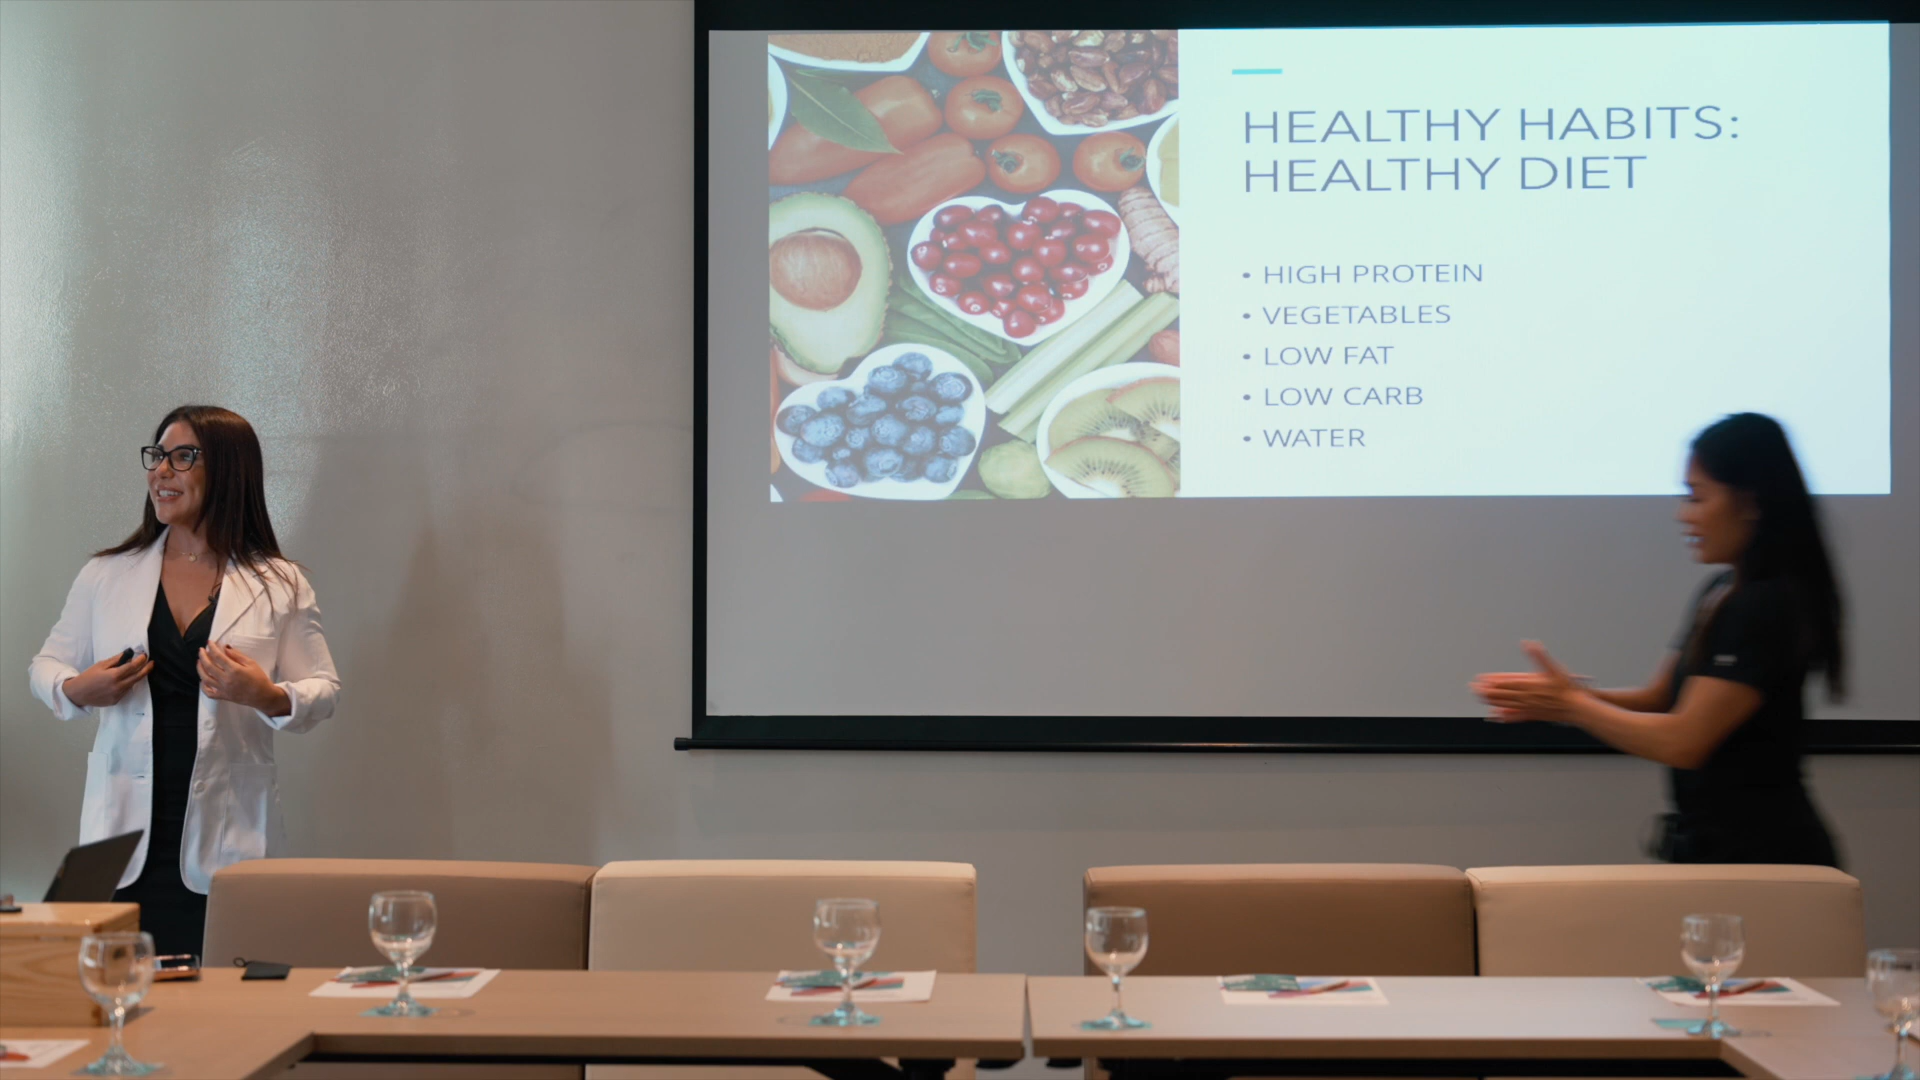 HEALTHY HABITS:
HEALTHY DIET
• HIGH PROTEIN
• VEGETABLES
• LOW FAT
• LOW CARB
• WATER